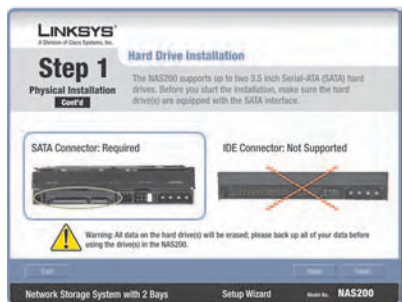 LINKSYS®
A Division of Cisco Systems, Inc.
Step 1
Physical Installation
Cont'd
Hard Drive Installation
The NAS200 supports up to two 3.5 inch Serial-ATA (SATA) hard
drives. Before you start the installation, make sure the hard
drive(s) are equipped with the SATA interface.
SATA Connector: Required
IDE Connector: Not Supported
Warning: All data on the hard drive(s) will be erased; please back up all of your data before
using the drive(s) in the NAS200.
Exit
Next
Network Storage System with 2 Bays
Setup Wizard
Model No.
NAS200